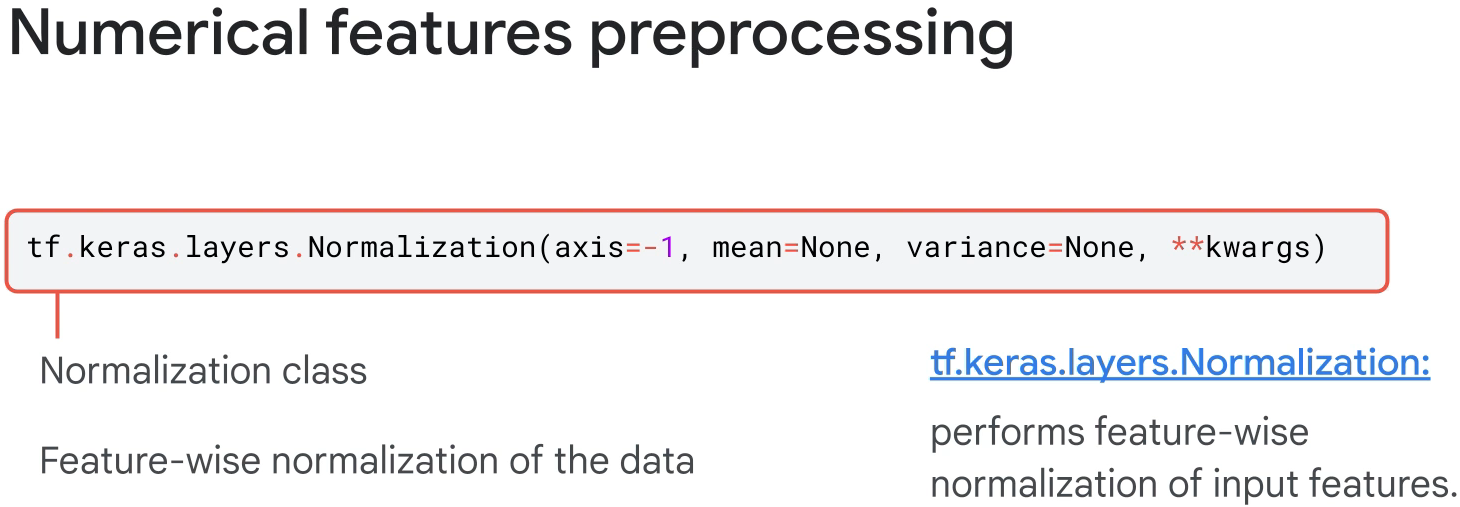 Numerical features preprocessing
tf.keras.layers.Normalization(axis=-1, mean=None, variance=None, **kwargs)
Normalization class
Feature-wise normalization of the data
tf.keras.layers.Normalization:
performs feature-wise
normalization of input features.